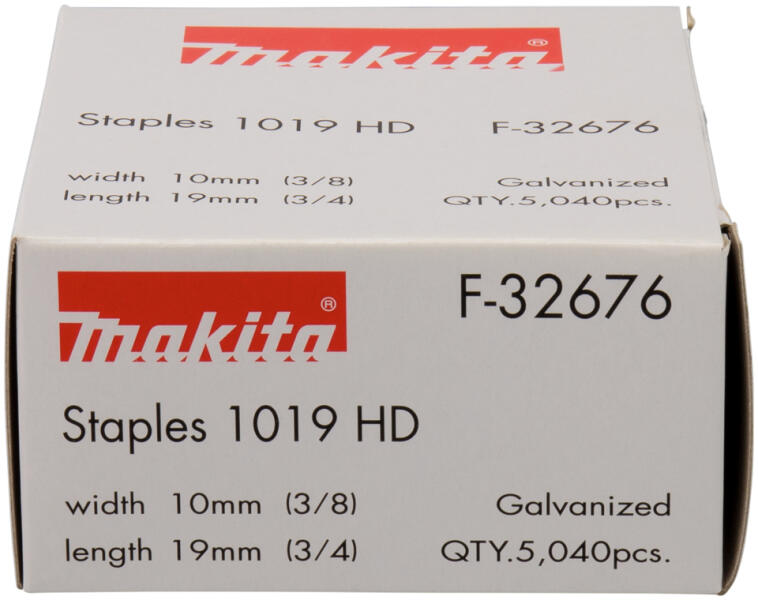 Makita®
Staples 1019 HD F-32676
width 10mm (3/8) Galvanized
length 19mm (3/4) QTY.5,040pcs.
Makita® F-32676
Staples 1019 HD
width 10mm (3/8) Galvanized
length 19mm (3/4) QTY.5,040pcs.